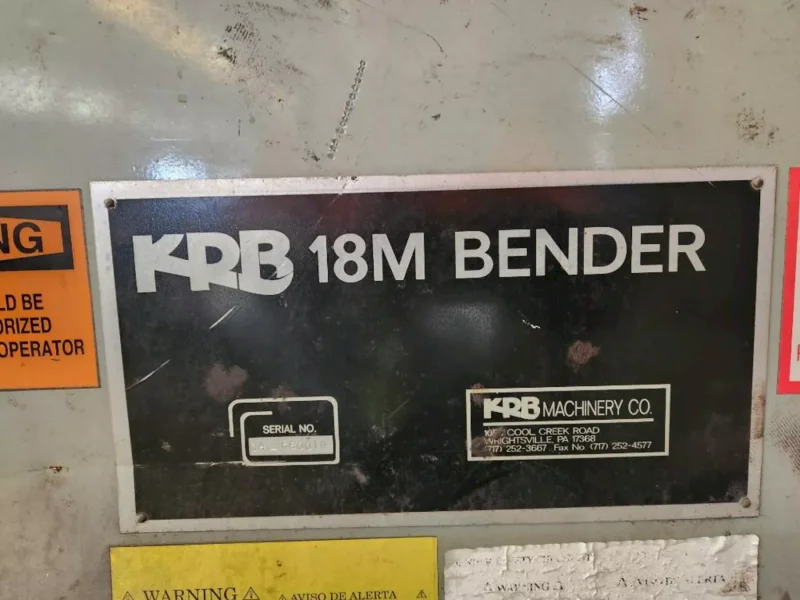 NG
LD BE
ORIZED
OPERATOR
KRB 18M BENDER
SERIAL NO.
KRB MACHINERY CO.
COOL CREEK ROAD
WRIGHTSVILLE, PA 17368
(717) 252-3667 Fax No (717) 252-4577
⚠ WARNING ⚠
⚠ AVISO DE ALERTA ⚠
⚠ WARNING ⚠